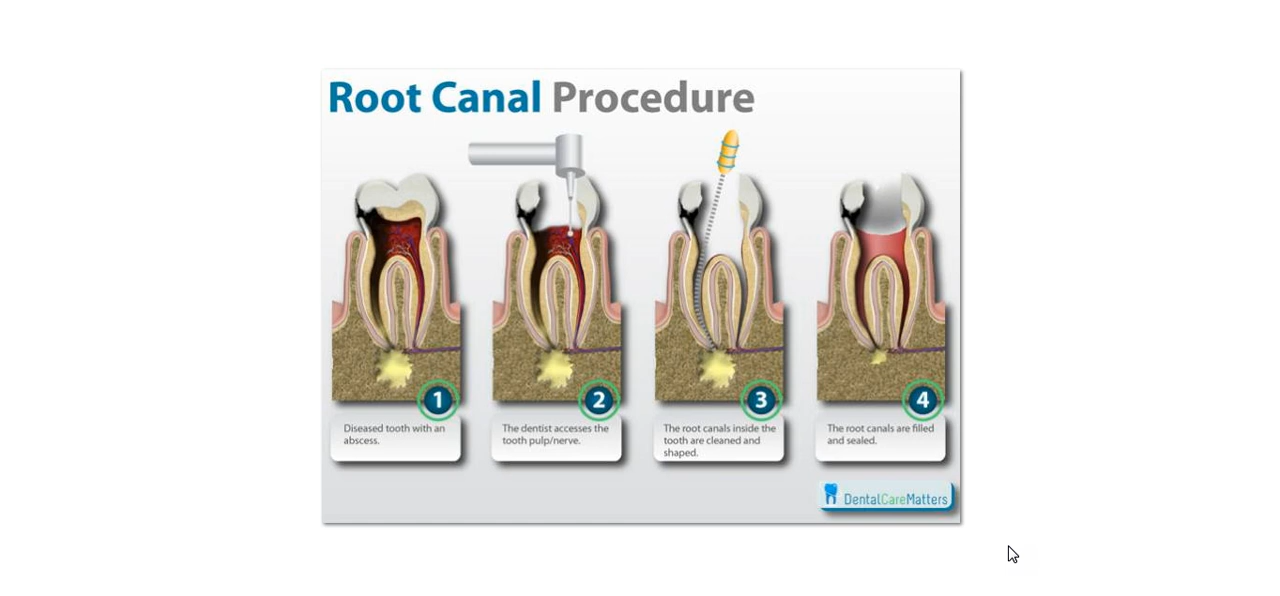 Root Canal Procedure
1
Diseased tooth with an
abscess.
2
The dentist accesses the
tooth pulp/nerve.
3
The root canals inside the
tooth are cleaned and
shaped.
4
The root canals are filled
and sealed.
DentalCareMatters